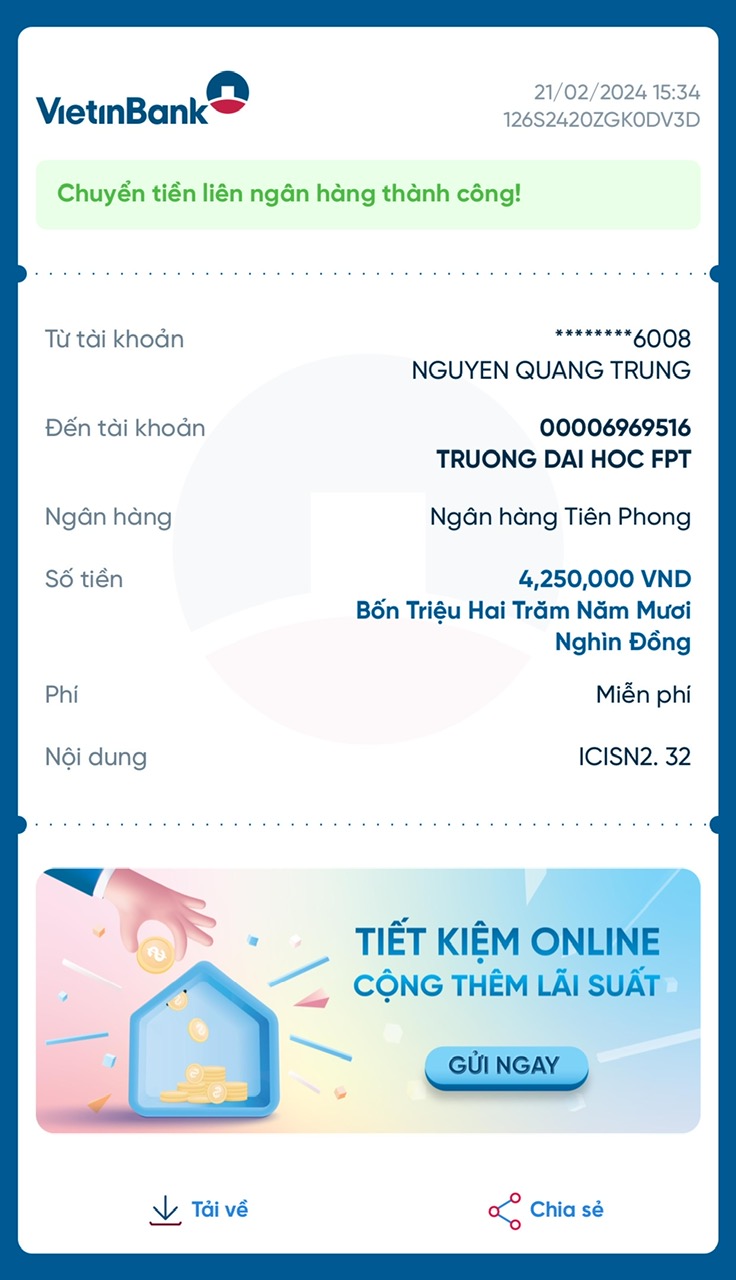 VietinBank
21/02/2024 15:34
126S2420ZGK0DV3D
Chuyển tiền liên ngân hàng thành công!
Từ tài khoản
********6008
NGUYEN QUANG TRUNG
Đến tài khoản
00006969516
TRUONG DAI HOC FPT
Ngân hàng
Ngân hàng Tiên Phong
Số tiền
4,250,000 VND
Bốn Triệu Hai Trăm Năm Mươi
Nghìn Đồng
Phí
Miễn phí
Nội dung
ICISN2. 32
TIẾT KIỆM ONLINE
CỘNG THÊM LÃI SUẤT
GỬI NGAY
Tải về
Chia sẻ